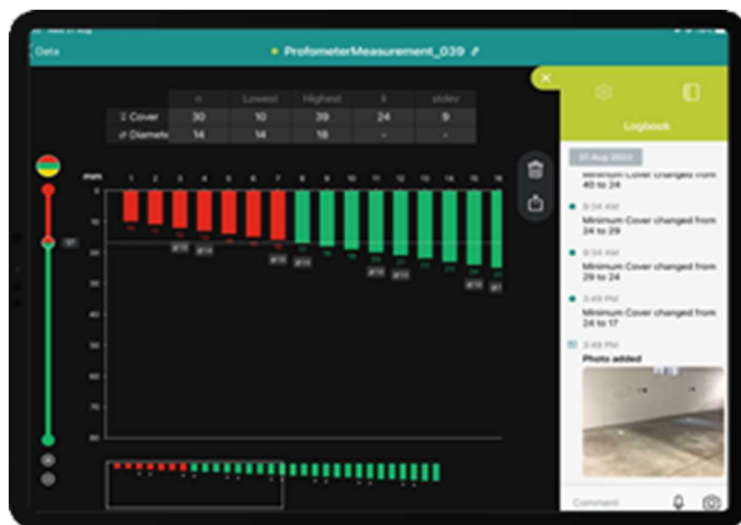 Wed 31 Aug
Data
ProfometerMeasurement_039
n Lowest Highest x̄ stdev
Cover 30 10 39 24 9
Diamete 14 14 18 - -
mm 1 2 3 4 5 6 7 8 9 10 11 12 13 14 15 16
0
10
17
20
30
40
50
60
70
80
Logbook
31 Aug 2022
Minimum Cover changed from
40 to 24
9:34 AM
Minimum Cover changed from
24 to 29
9:34 AM
Minimum Cover changed from
29 to 24
3:49 PM
Minimum Cover changed from
24 to 17
3:49 PM
Photo added
Comment